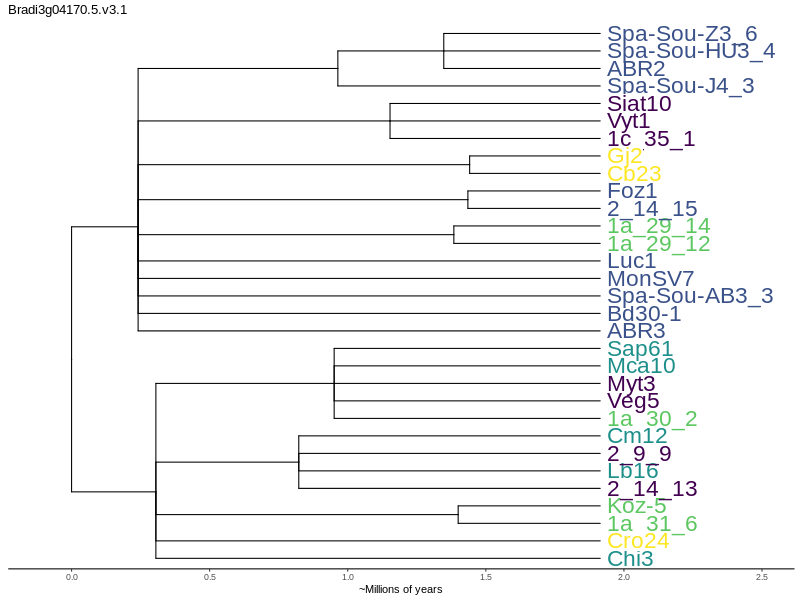 Bradi3g04170.5.v3.1
Spa-Sou-Z3_6
Spa-Sou-HU3_4
ABR2
Spa-Sou-J4_3
Siat10
Vyt1
1c_35_1
Gj2
Cb23
Foz1
2_14_15
1a_29_14
1a_29_12
Luc1
MonSV7
Spa-Sou-AB3_3
Bd30-1
ABR3
Sap61
Mca10
Myt3
Veg5
1a_30_2
Cm12
2_9_9
Lb16
2_14_13
Koz-5
1a_31_6
Cro24
Chi3
0.0 0.5 1.0 1.5 2.0 2.5
~Millions of years